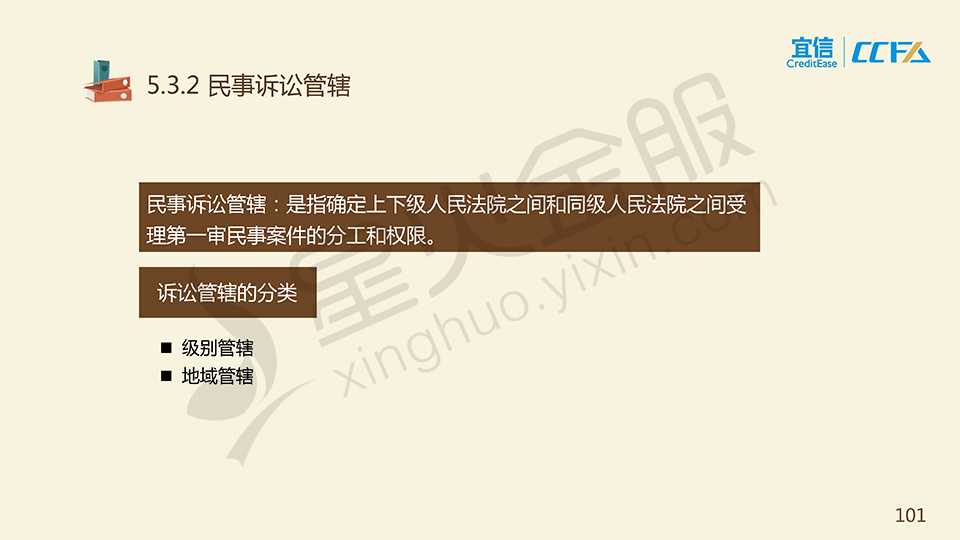 宜信
CreditEase
CCFA
5.3.2 民事诉讼管辖
民事诉讼管辖：是指确定上下级人民法院之间和同级人民法院之间受
理第一审民事案件的分工和权限。
诉讼管辖的分类
■ 级别管辖
■ 地域管辖
星火金服
xinghuo.yixin.com
101